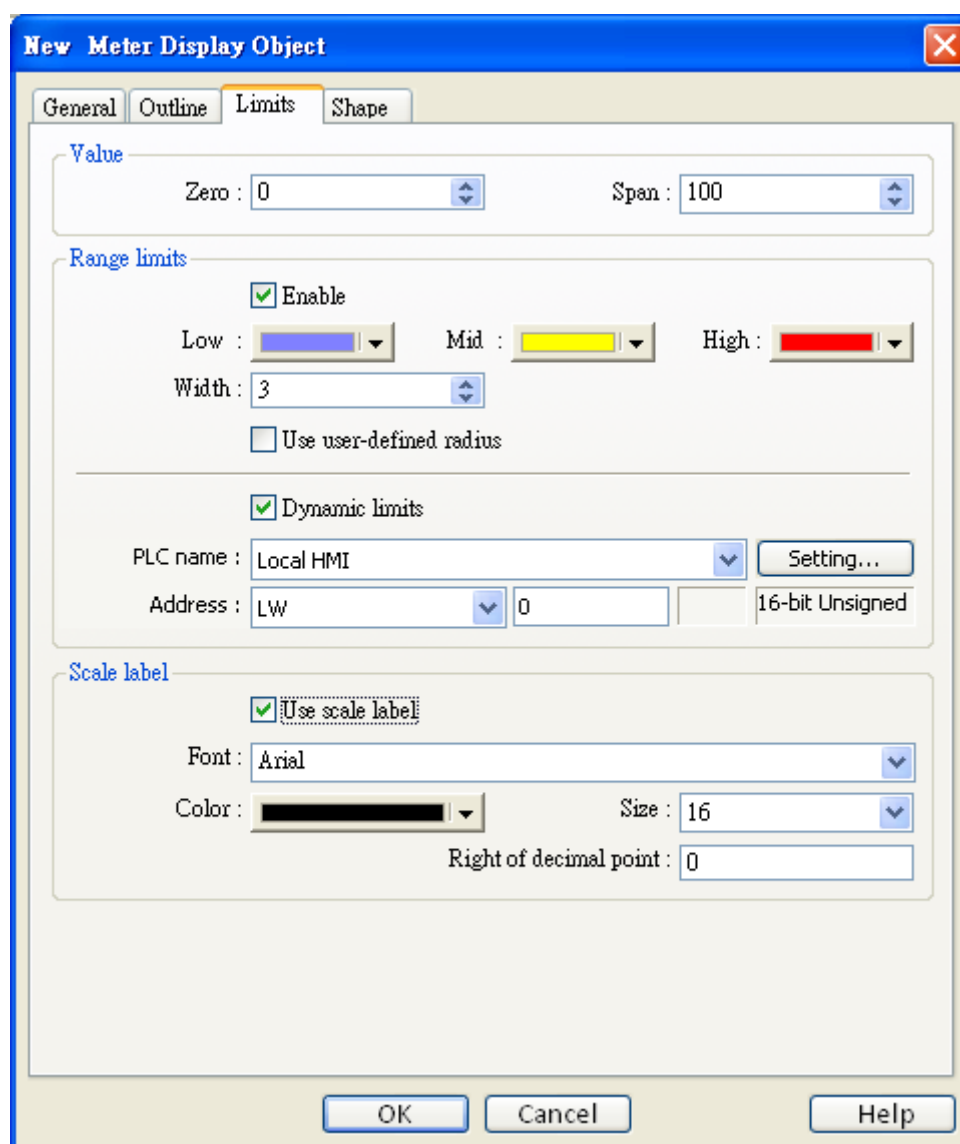 New Meter Display Object
General Outline Limits Shape
Value
Zero : 0 Span : 100
Range limits
Enable
Low : Mid : High :
Width : 3
Use user-defined radius
Dynamic limits
PLC name : Local HMI Setting...
Address : LW 0 16-bit Unsigned
Scale label
Use scale label
Font : Arial
Color : Size : 16
Right of decimal point : 0
OK Cancel Help